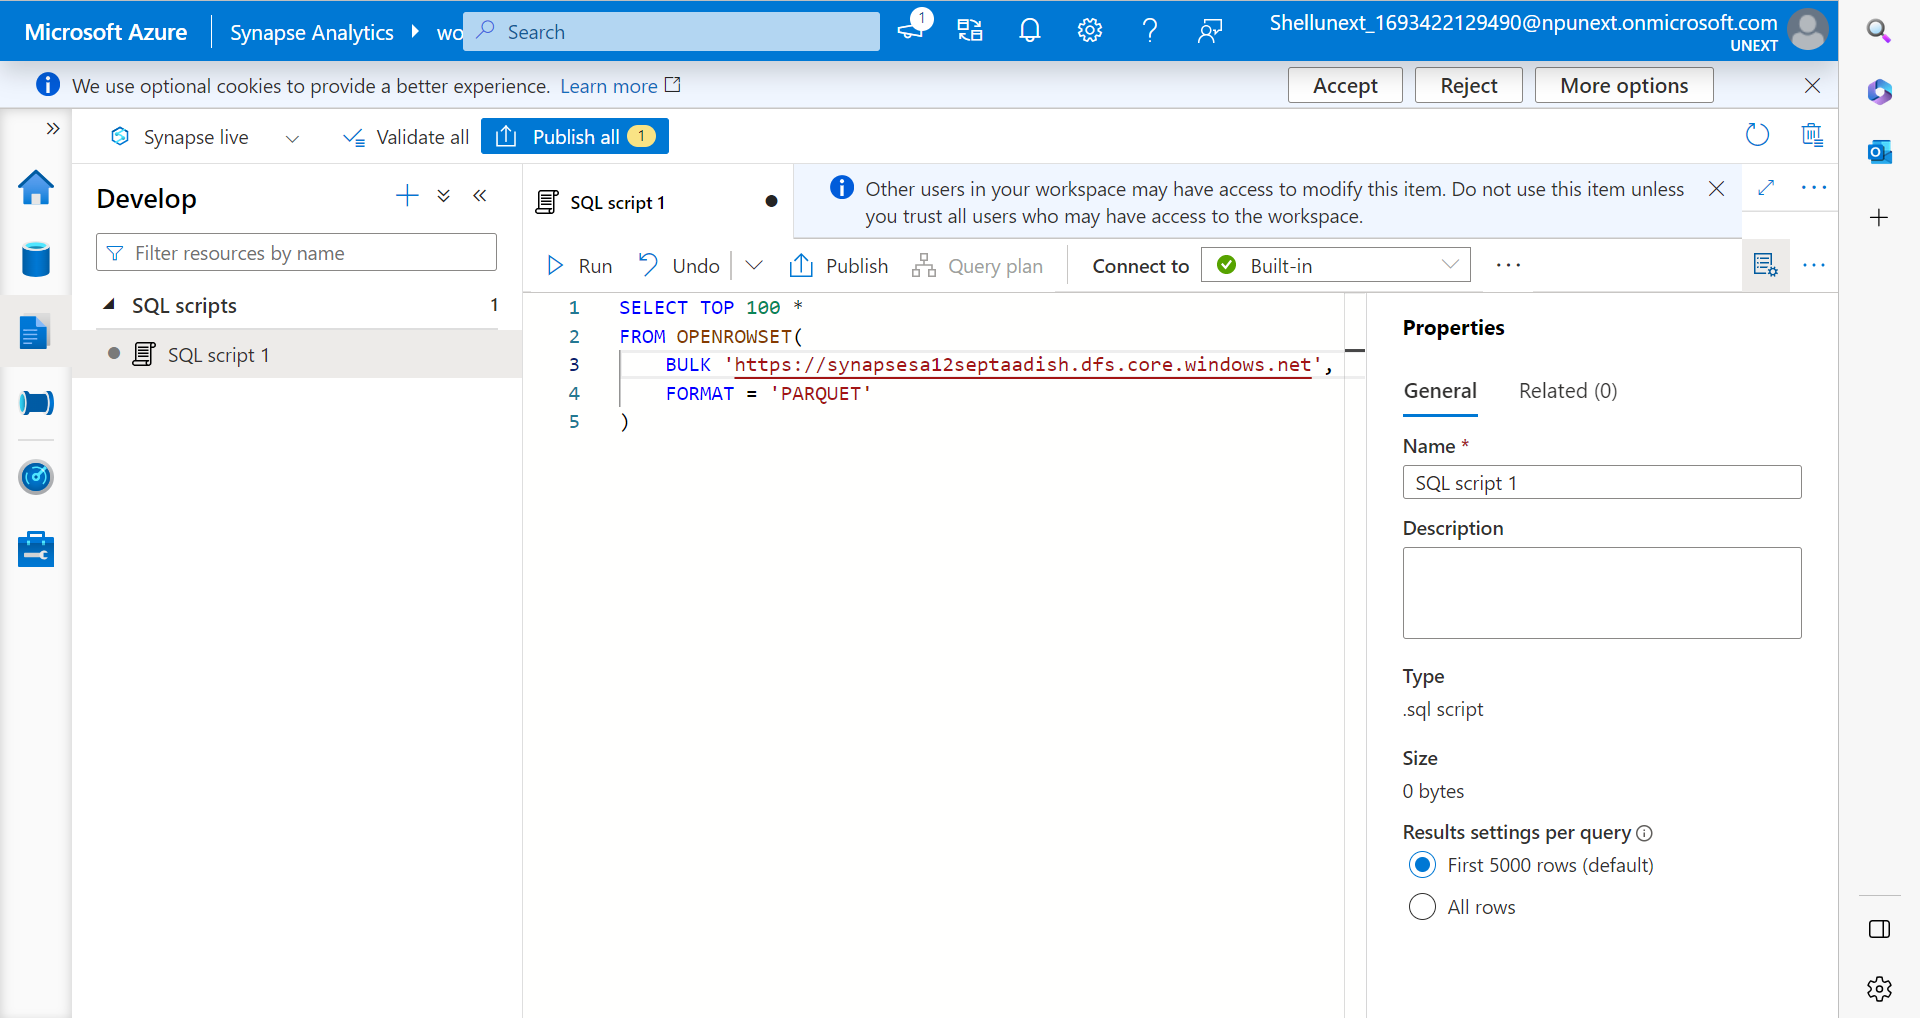 Microsoft Azure
Synapse Analytics
wo
Search
1
Shellunext_1693422129490@npunext.onmicrosoft.com
UNEXT
We use optional cookies to provide a better experience. Learn more
Accept
Reject
More options
Synapse live
Validate all
Publish all 1
Develop
Filter resources by name
SQL scripts 1
SQL script 1
SQL script 1
Other users in your workspace may have access to modify this item. Do not use this item unless
you trust all users who may have access to the workspace.
Run
Undo
Publish
Query plan
Connect to
Built-in
1 SELECT TOP 100 *
2 FROM OPENROWSET(
3 BULK 'https://synapsesa12septaadish.dfs.core.windows.net',
4 FORMAT = 'PARQUET'
5 )
Properties
General
Related (0)
Name *
SQL script 1
Description
Type
.sql script
Size
0 bytes
Results settings per query
First 5000 rows (default)
All rows